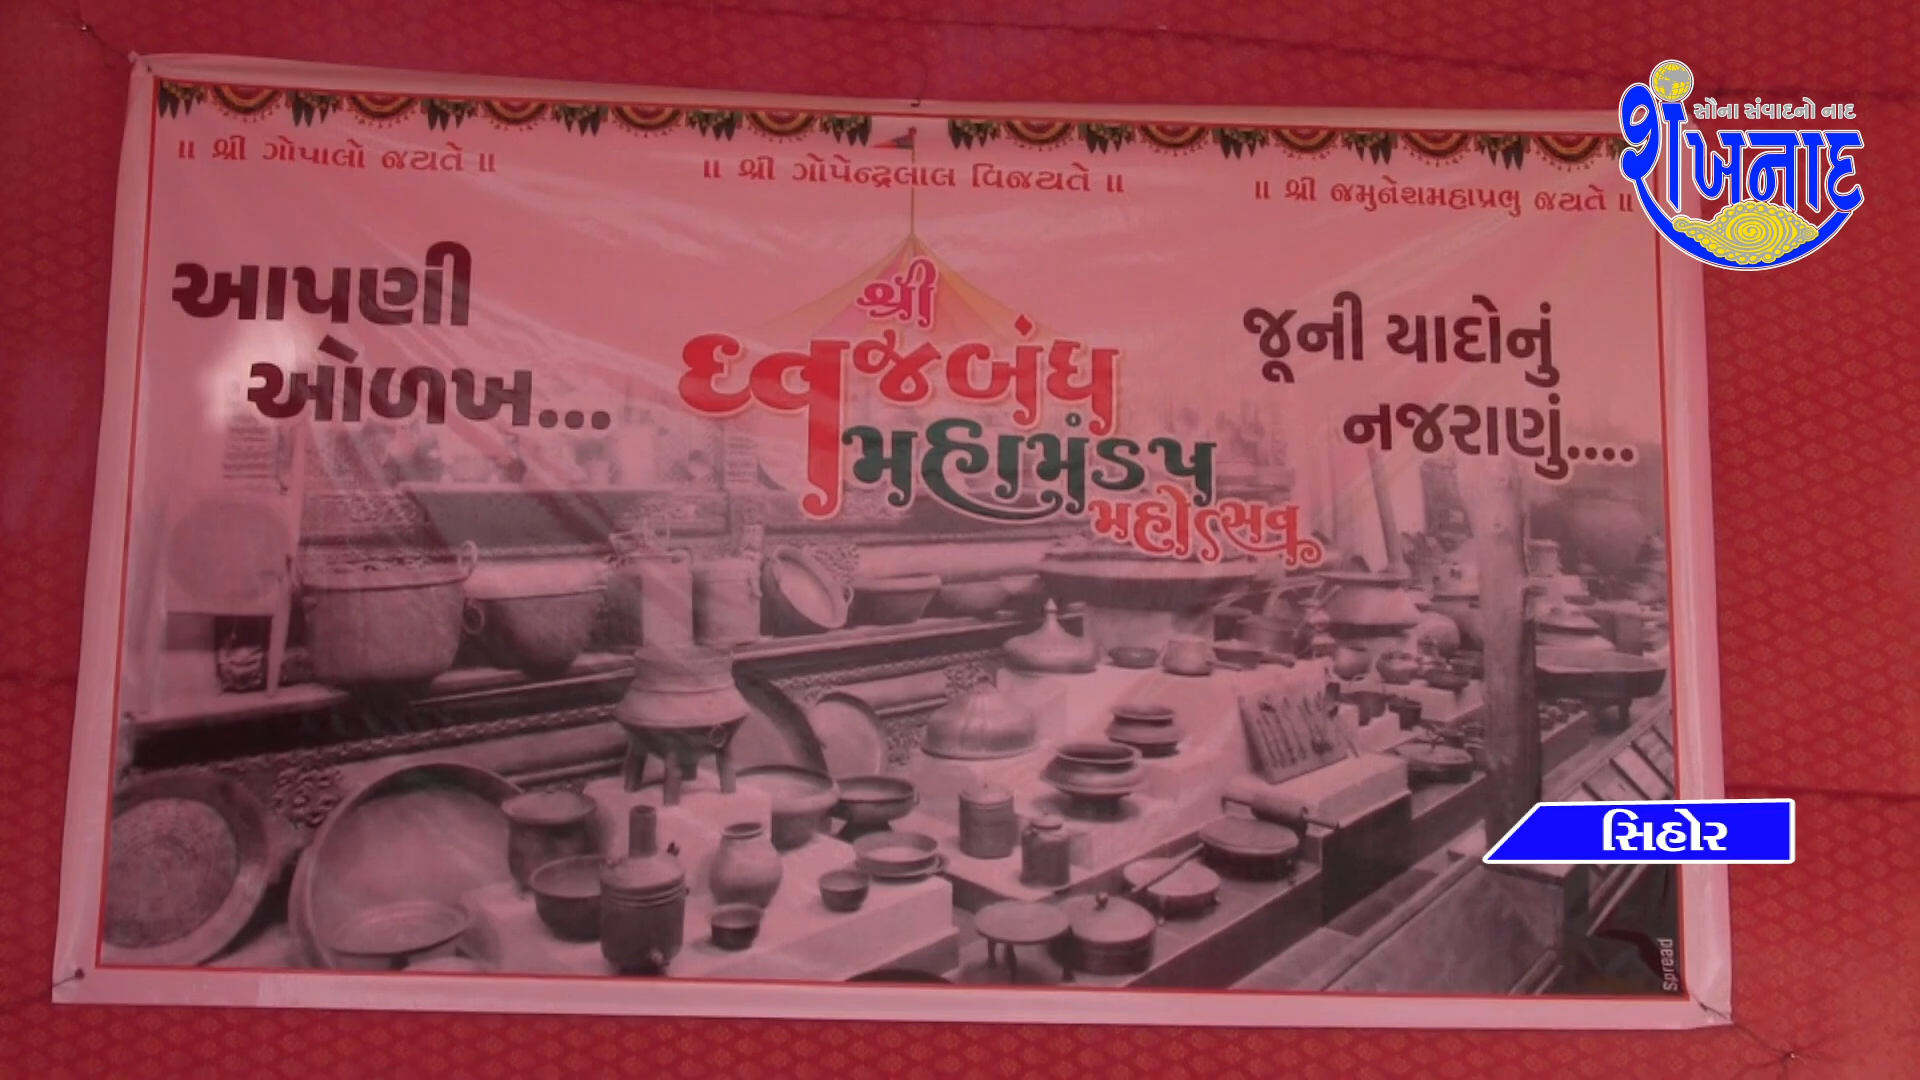 ॥ શ્રી ગોપાલો જયતે ॥
॥ શ્રી ગોપેન્દ્રલાલ વિજયતે ॥
॥ શ્રી જમુનેશમહાપ્રભુ જયતે ॥
આપણી
ઓળખ...
શ્રી
ધ્વજબંધ
મહામંડપ
મહોત્સવ
જૂની યાદોનું
નજરાણું....
Spread
સૌના સંવાદનો નાદ
શંખનાદ
સિહોર